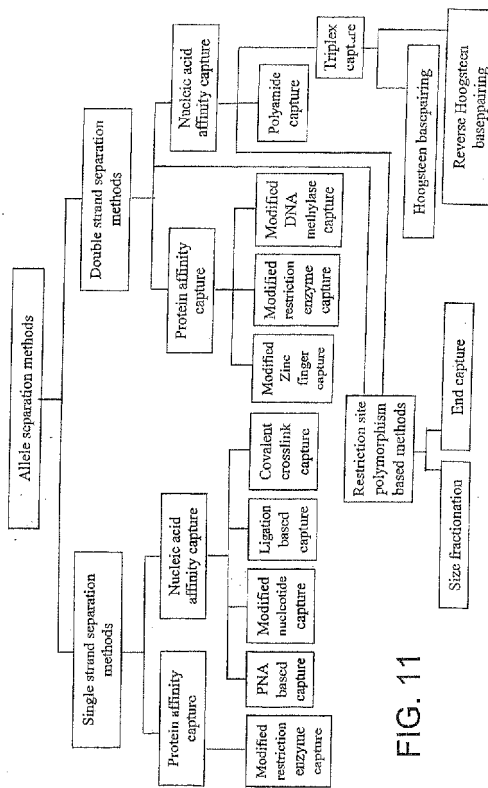 Allele separation methods
Single strand separation
methods
Double strand separation
methods
Protein affinity
capture
Nucleic acid
affinity capture
Protein affinity
capture
Nucleic acid
affinity capture
Modified
restriction
enzyme
capture
PNA
based
capture
Modified
nucleotide
capture
Ligation
based
capture
Covalent
crosslink
capture
Modified
Zinc
finger
capture
Modified
restriction
enzyme
capture
Modified
DNA
methylase
capture
Polyamide
capture
Triplex
capture
Restriction site
polymorphism
based methods
Size fractionation
End capture
Hoogsteen basepairing
Reverse Hoogsteen
baseppairing
FIG. 11